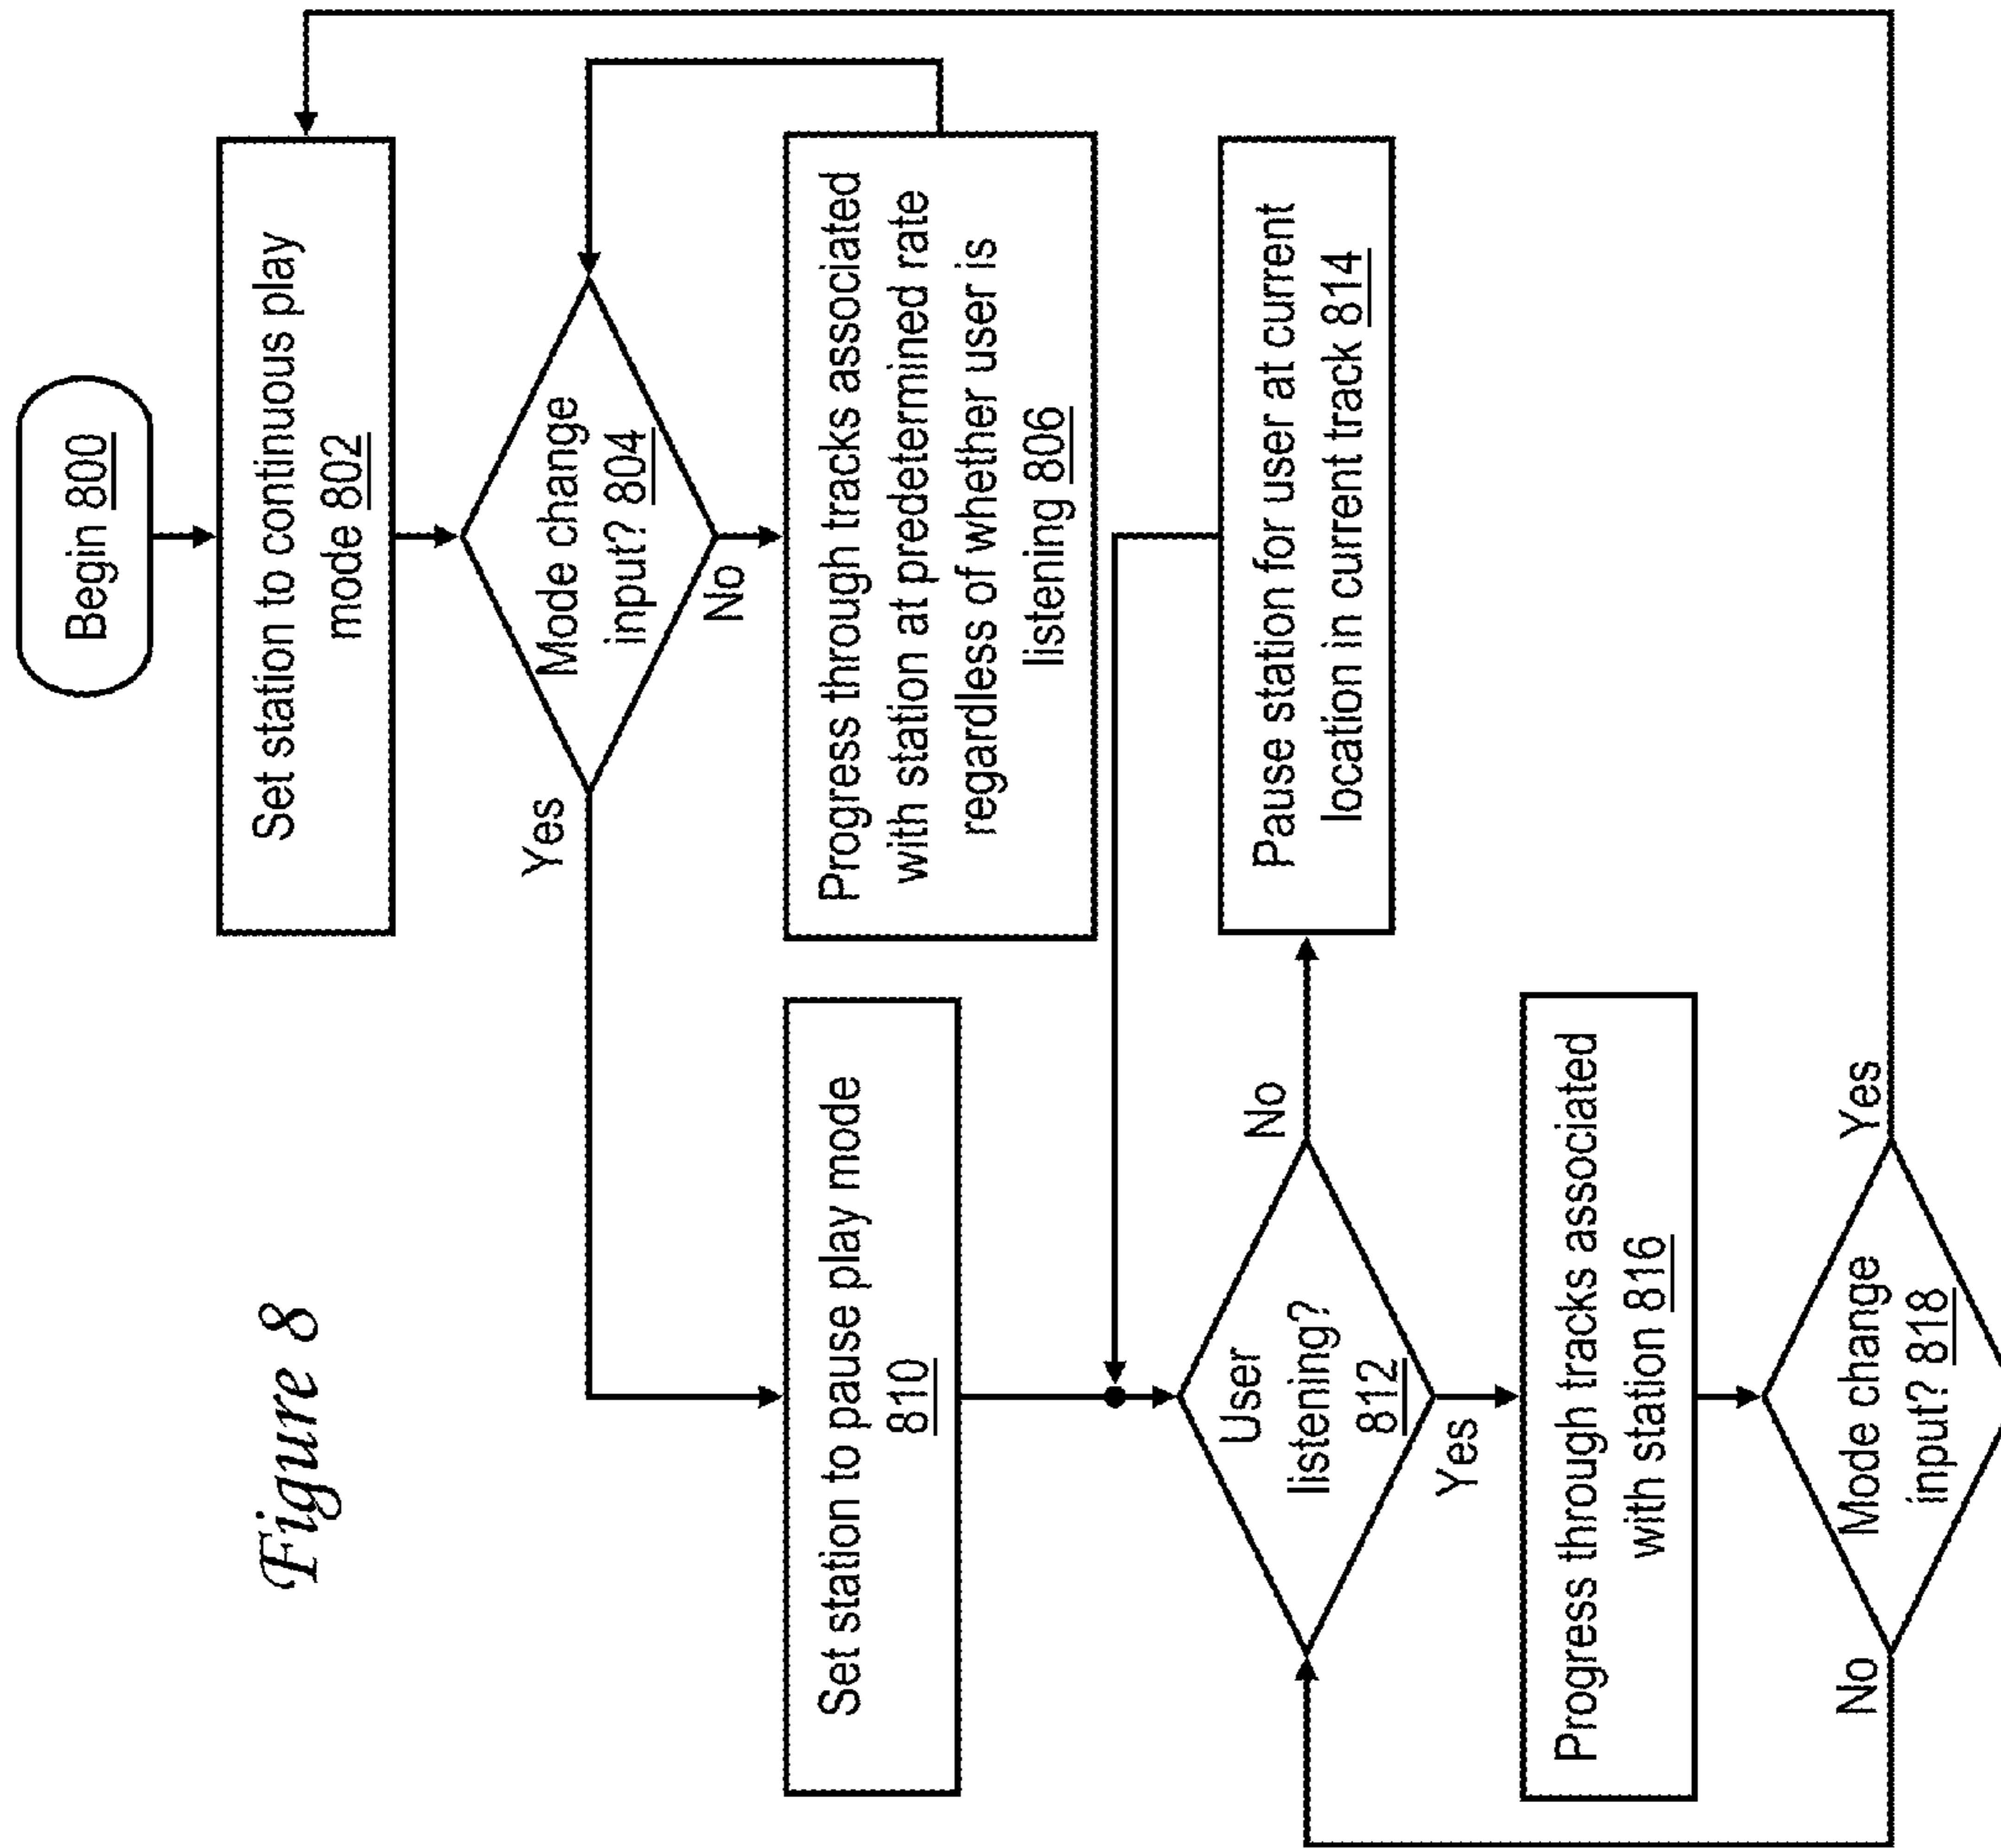 Figure 8
Begin 800
Set station to continuous play
mode 802
Mode change
input? 804
Yes
No
Progress through tracks associated
with station at predetermined rate
regardless of whether user is
listening 806
Set station to pause play mode
810
User
listening?
812
No
Yes
Pause station for user at current
location in current track 814
Progress through tracks associated
with station 816
Mode change
input? 818
No
Yes